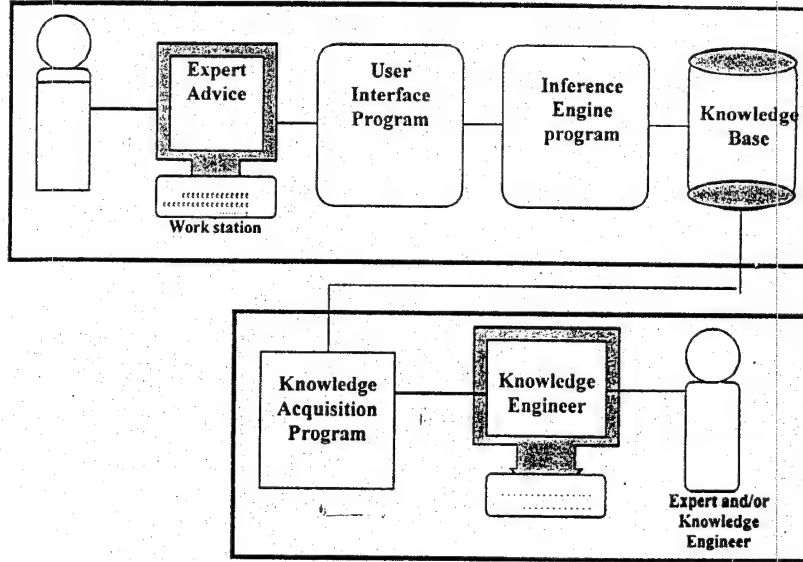 Expert
Advice
User
Interface
Program
Inference
Engine
program
Knowledge
Base
Work station
Knowledge
Acquisition
Program
Knowledge
Engineer
Expert and/or
Knowledge
Engineer